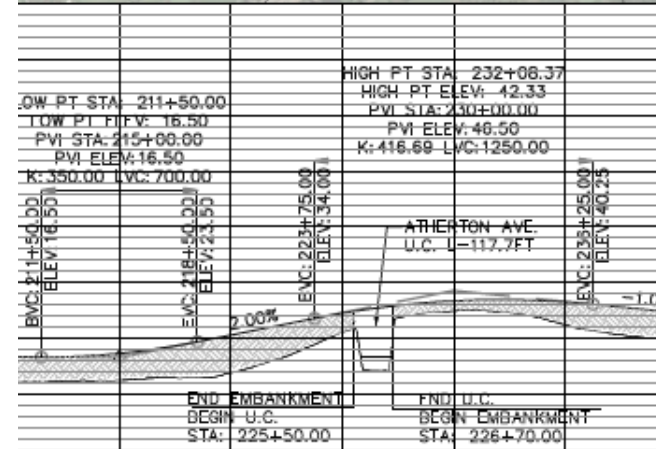 HIGH PT STA: 232+08.37
HIGH PT ELEV: 42.33
PVI STA: 230+00.00
PVI ELEV: 46.50
K: 416.69 LVC: 1250.00
LOW PT STA: 211+50.00
LOW PT ELEV: 16.50
PVI STA: 215+00.00
PVI ELEV: 16.50
K: 350.00 LVC: 700.00
BVC: 211+50.00
ELEV: 16.50
EVC: 218+50.00
ELEV: 23.50
BVC: 223+75.00
ELEV: 34.00
ATHERTON AVE.
U.C. L=117.7FT
EVC: 236+25.00
ELEV: 40.25
2.00%
END EMBANKMENT
BEGIN U.C.
STA: 225+50.00
END U.C.
BEGIN EMBANKMENT
STA: 226+70.00